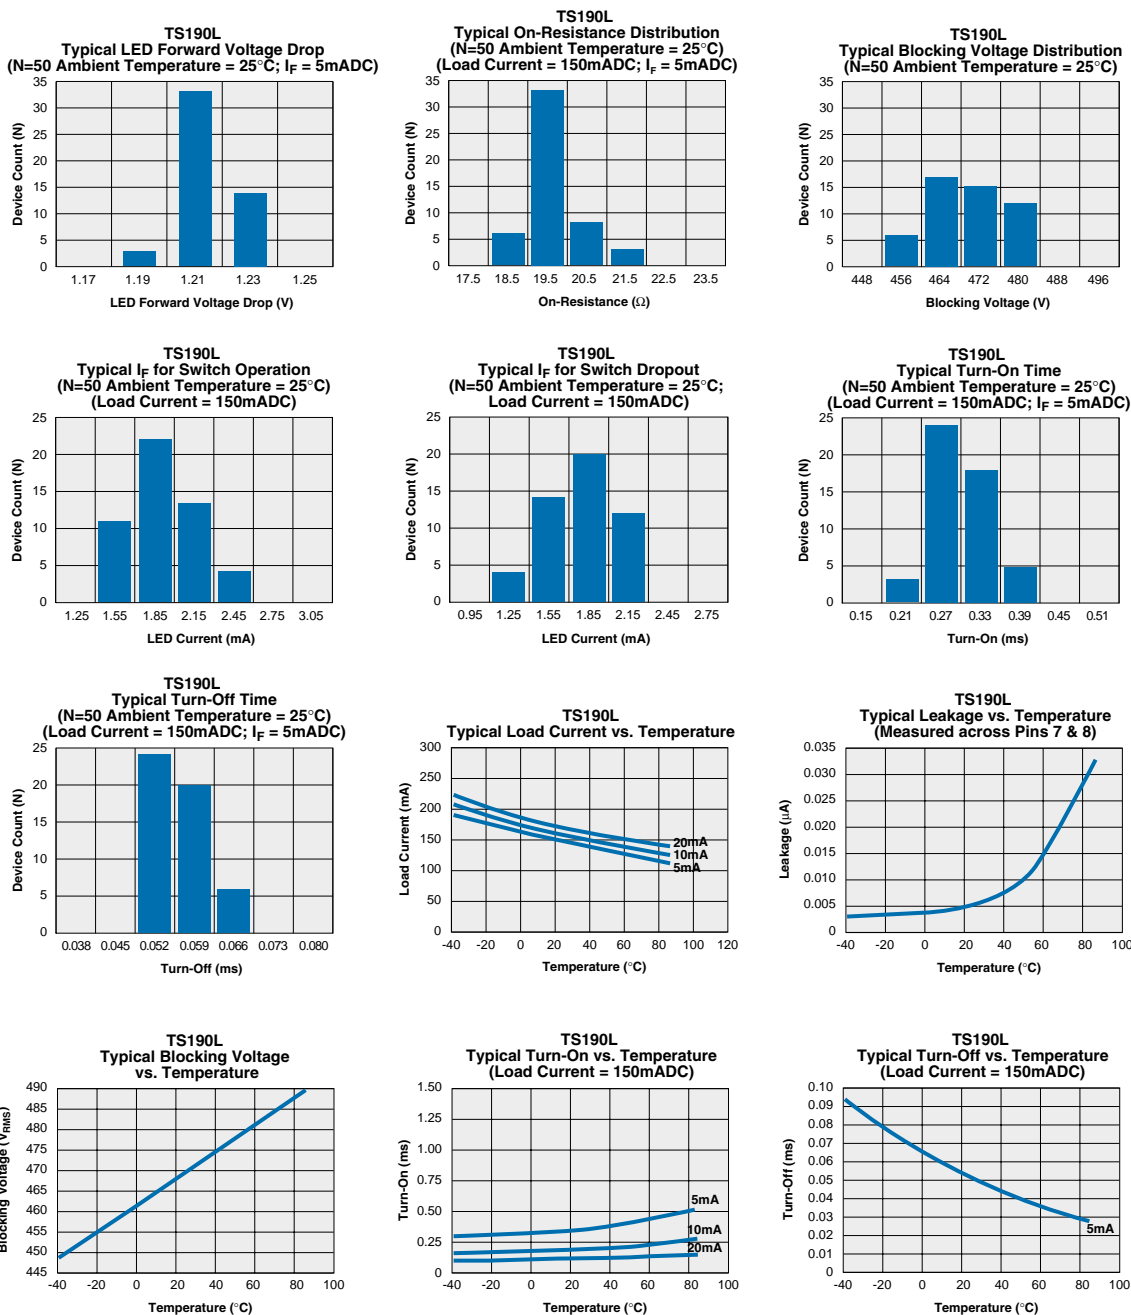 TS190L
Typical LED Forward Voltage Drop
(N=50 Ambient Temperature = 25°C; IF = 5mADC)
Device Count (N)
35
30
25
20
15
10
5
0
1.17 1.19 1.21 1.23 1.25
LED Forward Voltage Drop (V)
TS190L
Typical On-Resistance Distribution
(N=50 Ambient Temperature = 25°C)
(Load Current = 150mADC; IF = 5mADC)
Device Count (N)
35
30
25
20
15
10
5
0
17.5 18.5 19.5 20.5 21.5 22.5 23.5
On-Resistance (Ω)
TS190L
Typical Blocking Voltage Distribution
(N=50 Ambient Temperature = 25°C)
Device Count (N)
35
30
25
20
15
10
5
0
448 456 464 472 480 488 496
Blocking Voltage (V)
TS190L
Typical IF for Switch Operation
(N=50 Ambient Temperature = 25°C)
(Load Current = 150mADC)
Device Count (N)
25
20
15
10
5
0
1.25 1.55 1.85 2.15 2.45 2.75 3.05
LED Current (mA)
TS190L
Typical IF for Switch Dropout
(N=50 Ambient Temperature = 25°C;
Load Current = 150mADC)
Device Count (N)
25
20
15
10
5
0
0.95 1.25 1.55 1.85 2.15 2.45 2.75
LED Current (mA)
TS190L
Typical Turn-On Time
(N=50 Ambient Temperature = 25°C)
(Load Current = 150mADC; IF = 5mADC)
Device Count (N)
25
20
15
10
5
0
0.15 0.21 0.27 0.33 0.39 0.45 0.51
Turn-On (ms)
TS190L
Typical Turn-Off Time
(N=50 Ambient Temperature = 25°C)
(Load Current = 150mADC; IF = 5mADC)
Device Count (N)
25
20
15
10
5
0
0.038 0.045 0.052 0.059 0.066 0.073 0.080
Turn-Off (ms)
TS190L
Typical Load Current vs. Temperature
Load Current (mA)
300
250
200
150
100
50
0
20mA
10mA
5mA
-40 -20 0 20 40 60 80 100 120
Temperature (°C)
TS190L
Typical Leakage vs. Temperature
(Measured across Pins 7 & 8)
Leakage (μA)
0.035
0.030
0.025
0.020
0.015
0.010
0.005
0
-40 -20 0 20 40 60 80 100
Temperature (°C)
TS190L
Typical Blocking Voltage
vs. Temperature
Blocking Voltage (VRMS)
490
485
480
475
470
465
460
455
450
445
-40 -20 0 20 40 60 80 100
Temperature (°C)
TS190L
Typical Turn-On vs. Temperature
(Load Current = 150mADC)
Turn-On (ms)
1.50
1.25
1.00
0.75
0.50
0.25
0
5mA
10mA
20mA
-40 -20 0 20 40 60 80 100
Temperature (°C)
TS190L
Typical Turn-Off vs. Temperature
(Load Current = 150mADC)
Turn-Off (ms)
0.10
0.09
0.08
0.07
0.06
0.05
0.04
0.03
0.02
0.01
0
5mA
-40 -20 0 20 40 60 80 100
Temperature (°C)